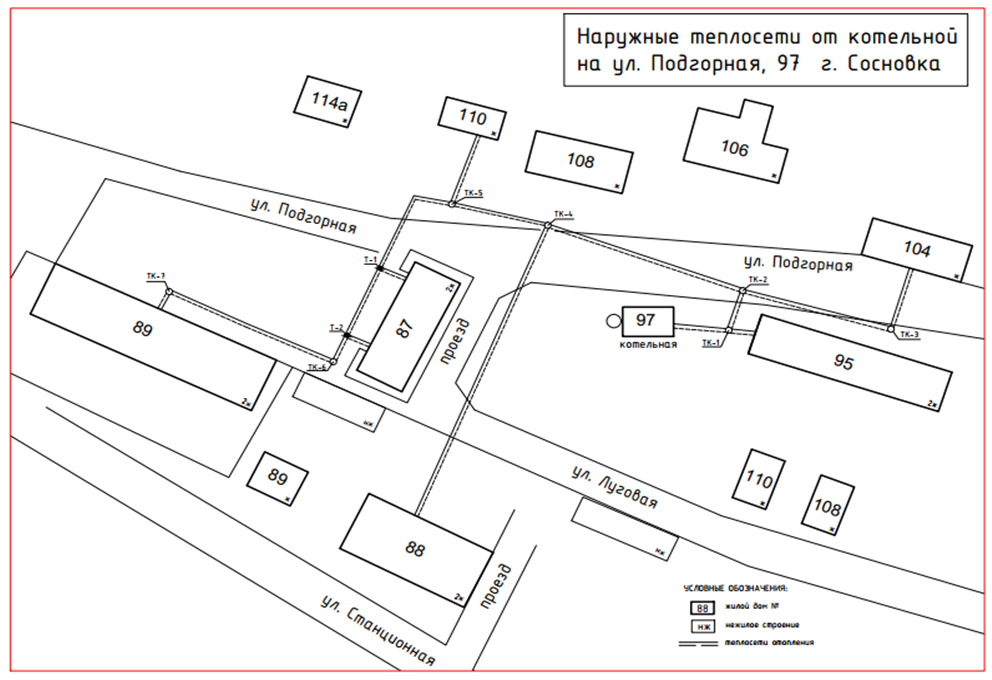 Наружные теплосети от котельной
на ул. Подгорная, 97 г. Сосновка
114а
ж
110
ж
108
ж
106
ж
ТК-5
ТК-4
ул. Подгорная
Т-1
ул. Подгорная
104
ж
ТК-7
ТК-2
2ж
87
проезд
89
2ж
Т-2
ТК-6
97
котельная
ТК-1
ТК-3
95
2ж
нж
89
ж
ул. Луговая
110
ж
108
ж
88
2ж
нж
проезд
ул. Станционная
УСЛОВНЫЕ ОБОЗНАЧЕНИЯ:
88 жилой дом №
нж нежилое строение
теплосети отопления